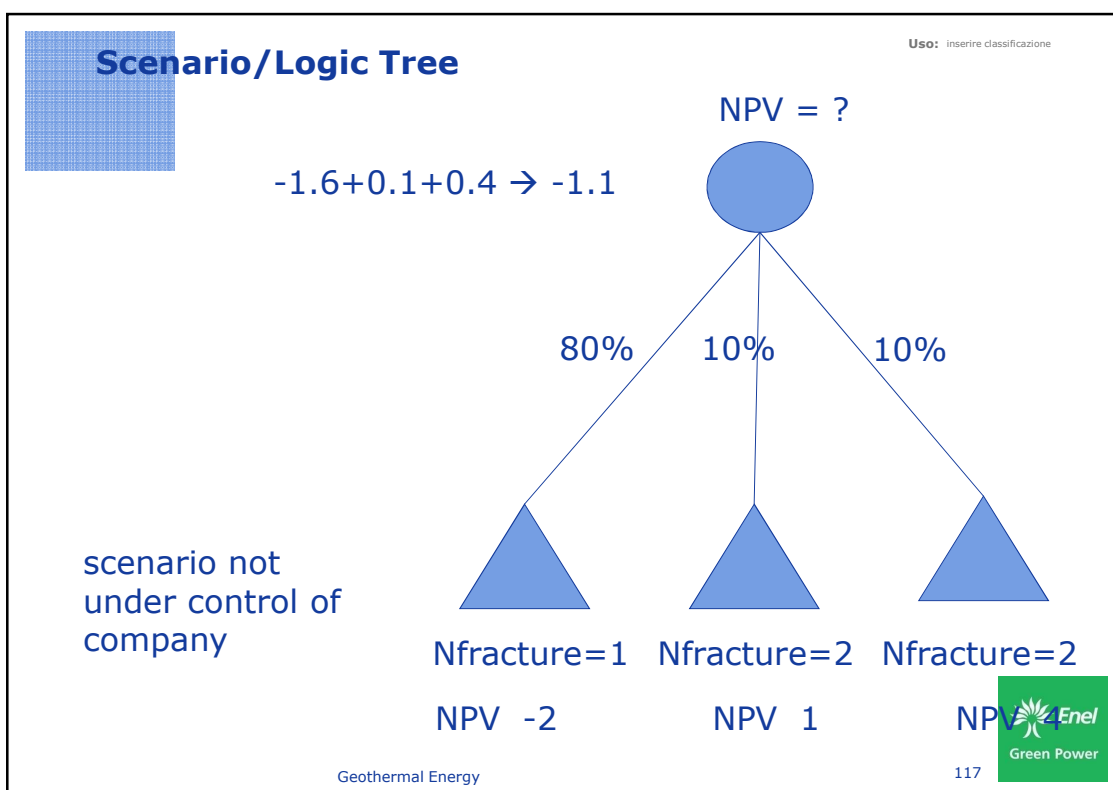 Scenario/Logic Tree
Uso: inserire classificazione
NPV = ?
-1.6+0.1+0.4 → -1.1
80% 10% 10%
scenario not
under control of
company
Nfracture=1 Nfracture=2 Nfracture=2
NPV -2 NPV 1 NPV 4
Enel
Green Power
Geothermal Energy 117